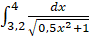 ∫_{3,2}^{4} dx / √(0,5x²+1)